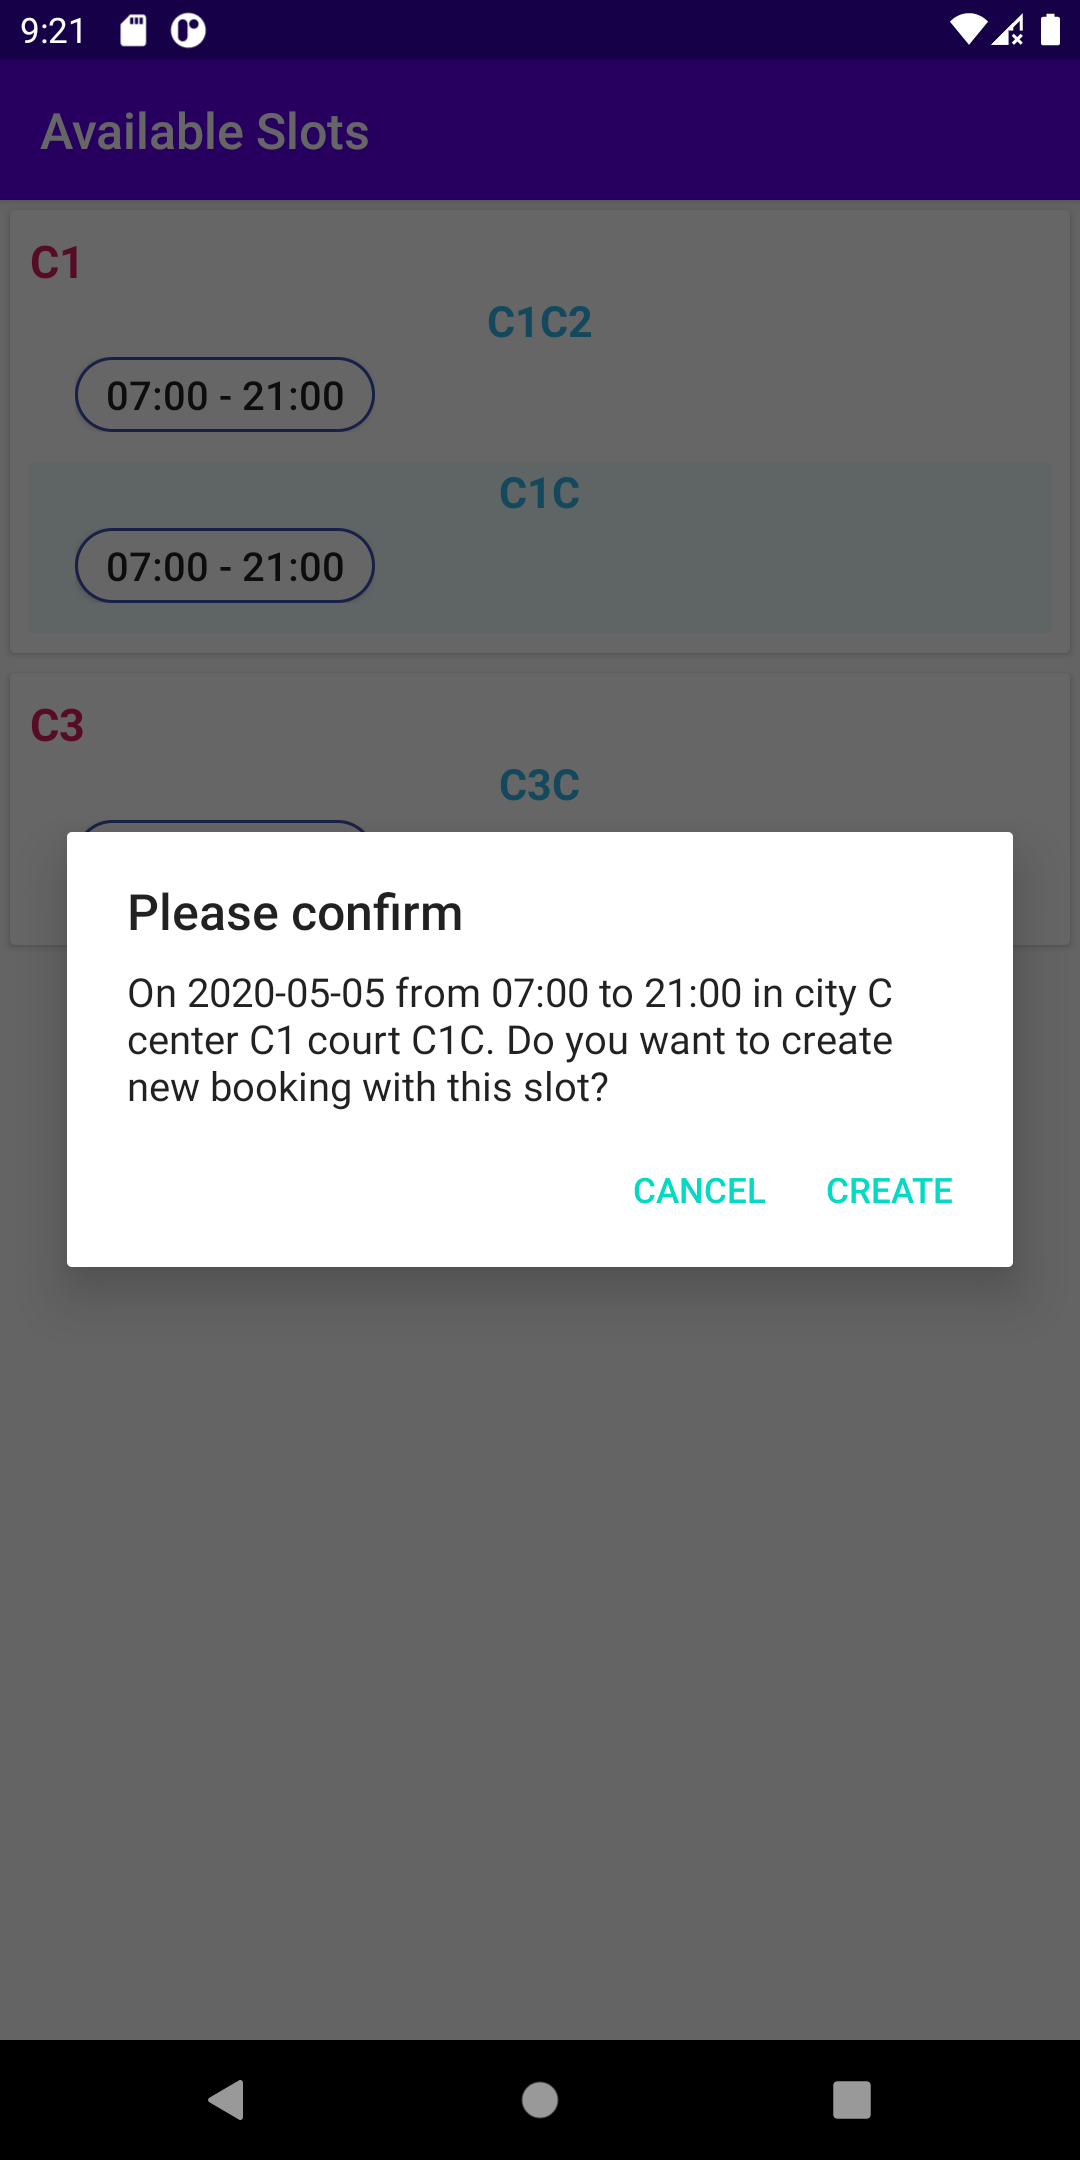 9:21
Available Slots
C1
C1C2
07:00 - 21:00
C1C
07:00 - 21:00
C3
C3C
Please confirm
On 2020-05-05 from 07:00 to 21:00 in city C
center C1 court C1C. Do you want to create
new booking with this slot?
CANCEL CREATE